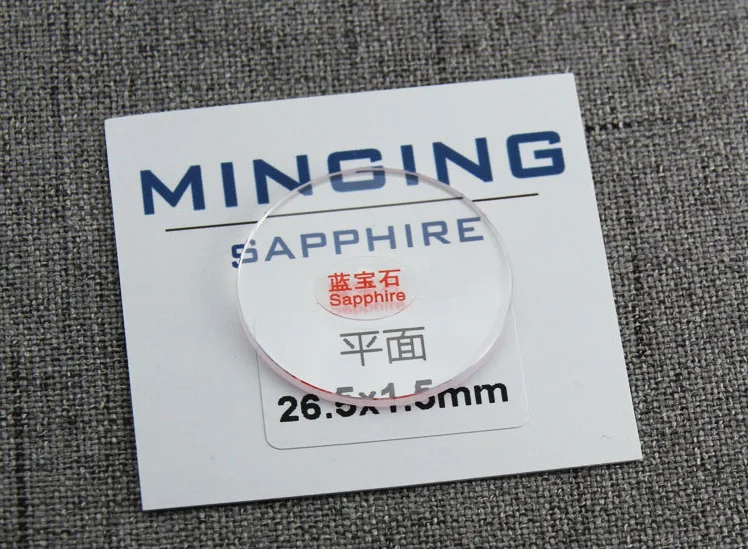 MINGING
SAPPHIRE
蓝宝石
Sapphire
平面
26.5x1.5mm